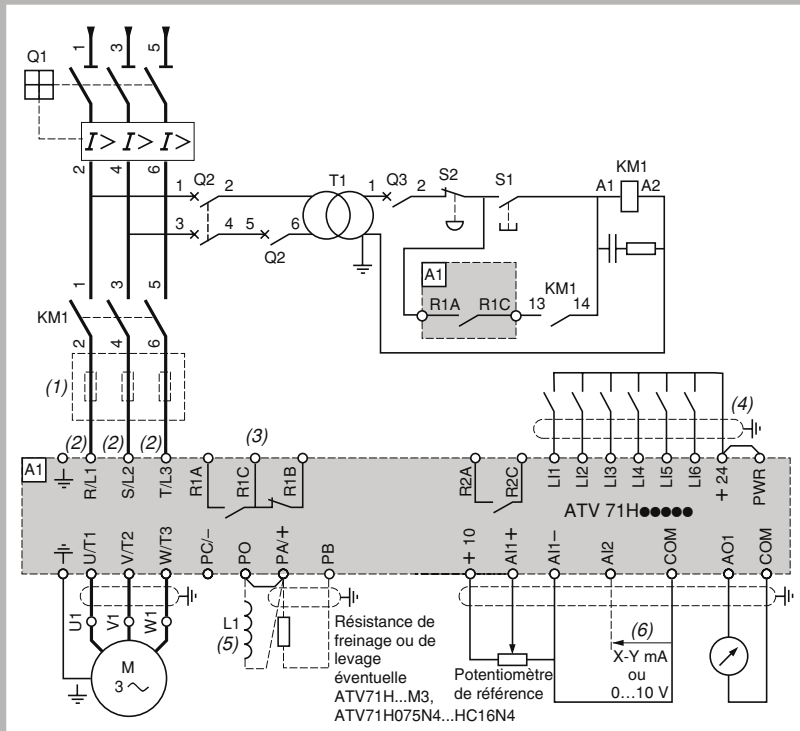 Q1
1
3
5
I> I> I>
2
4
6
1 Q2 2
3 4 5 6
Q2
T1
1 Q3 2
S2
S1
KM1
A1 A2
A1
R1A R1C
KM1
13 14
1
3
5
KM1
2
4
6
(1)
(2) (2) (2)
(3)
(4)
A1
R/L1
S/L2
T/L3
R1A
R1C
R1B
R2A
R2C
LI1
LI2
LI3
LI4
LI5
LI6
+ 24
PWR
ATV 71H●●●●●
U/T1
V/T2
W/T3
PC/-
PO
PA/+
PB
+ 10
AI1+
AI1-
AI2
COM
AO1
COM
U1
V1
W1
M
3 ~
L1
(5)
Résistance de
freinage ou de
levage
éventuelle
ATV71H...M3,
ATV71H075N4...HC16N4
Potentiomètre
de référence
(6)
X-Y mA
ou
0...10 V